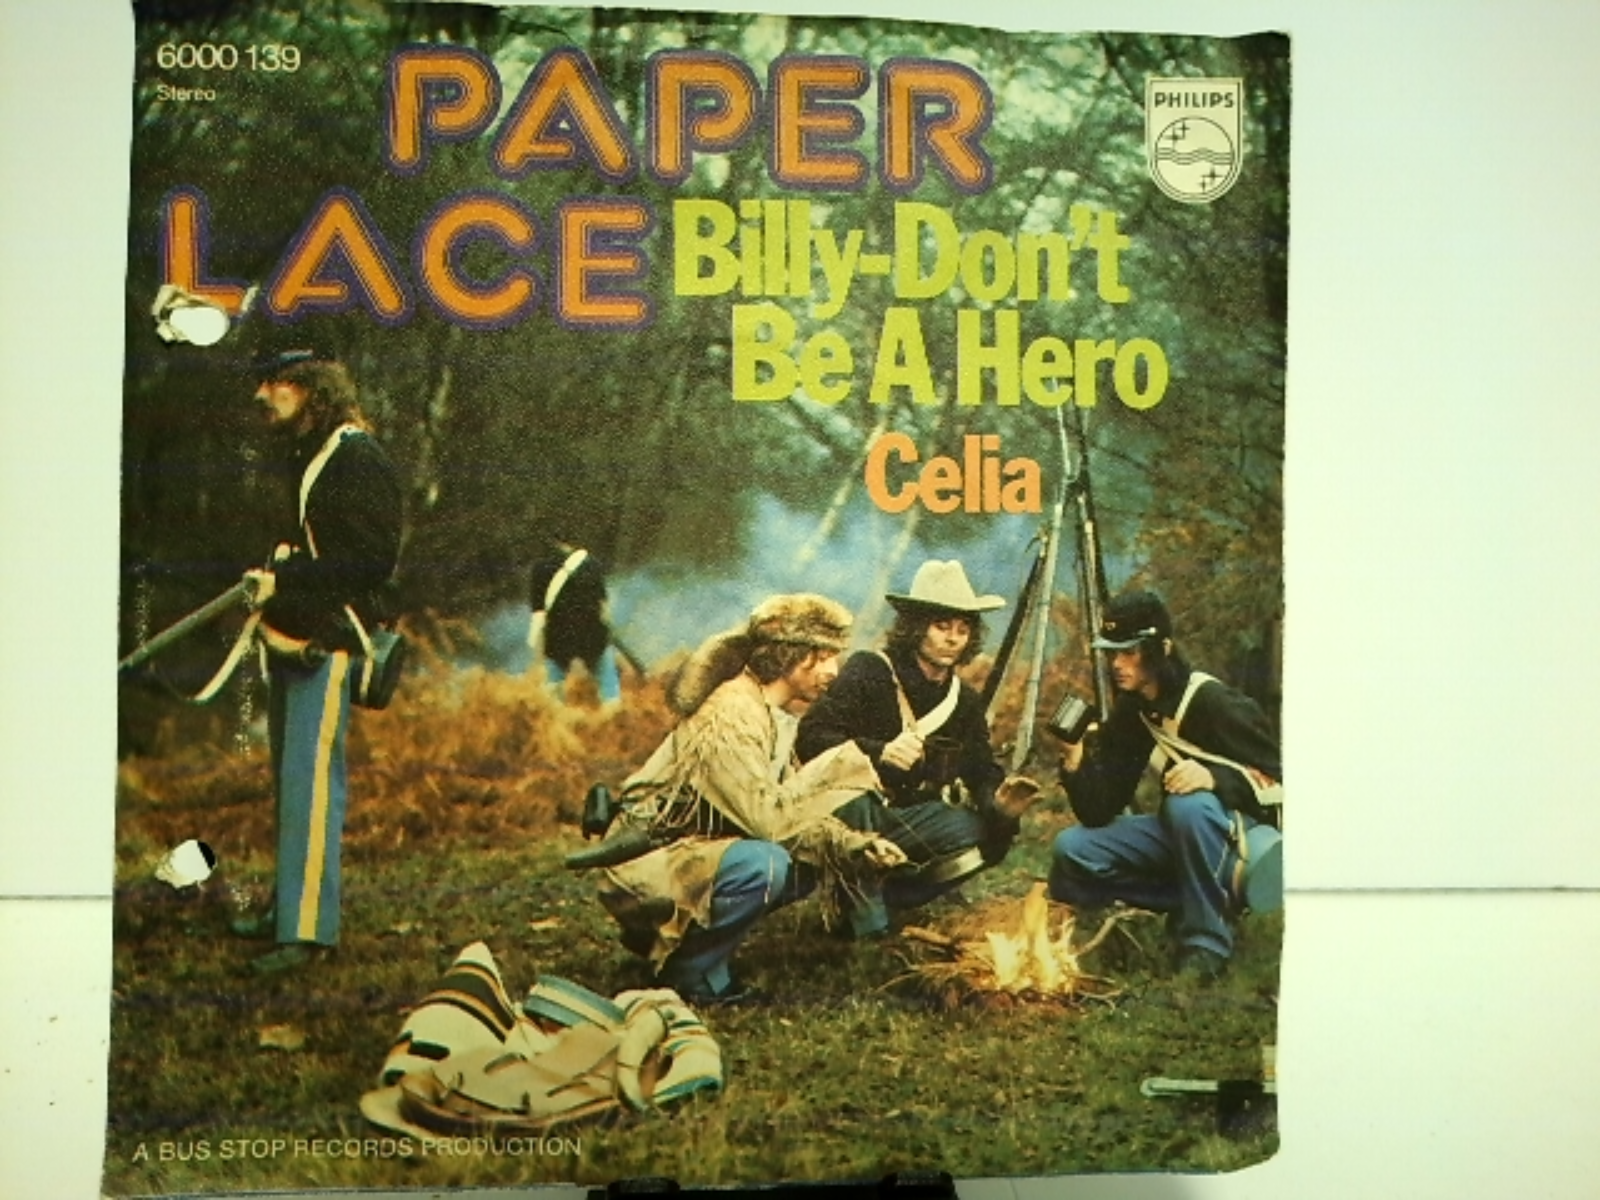 6000 139
Stereo
PAPER
LACE
PHILIPS
Billy-Don't
Be A Hero
Celia
A BUS STOP RECORDS PRODUCTION